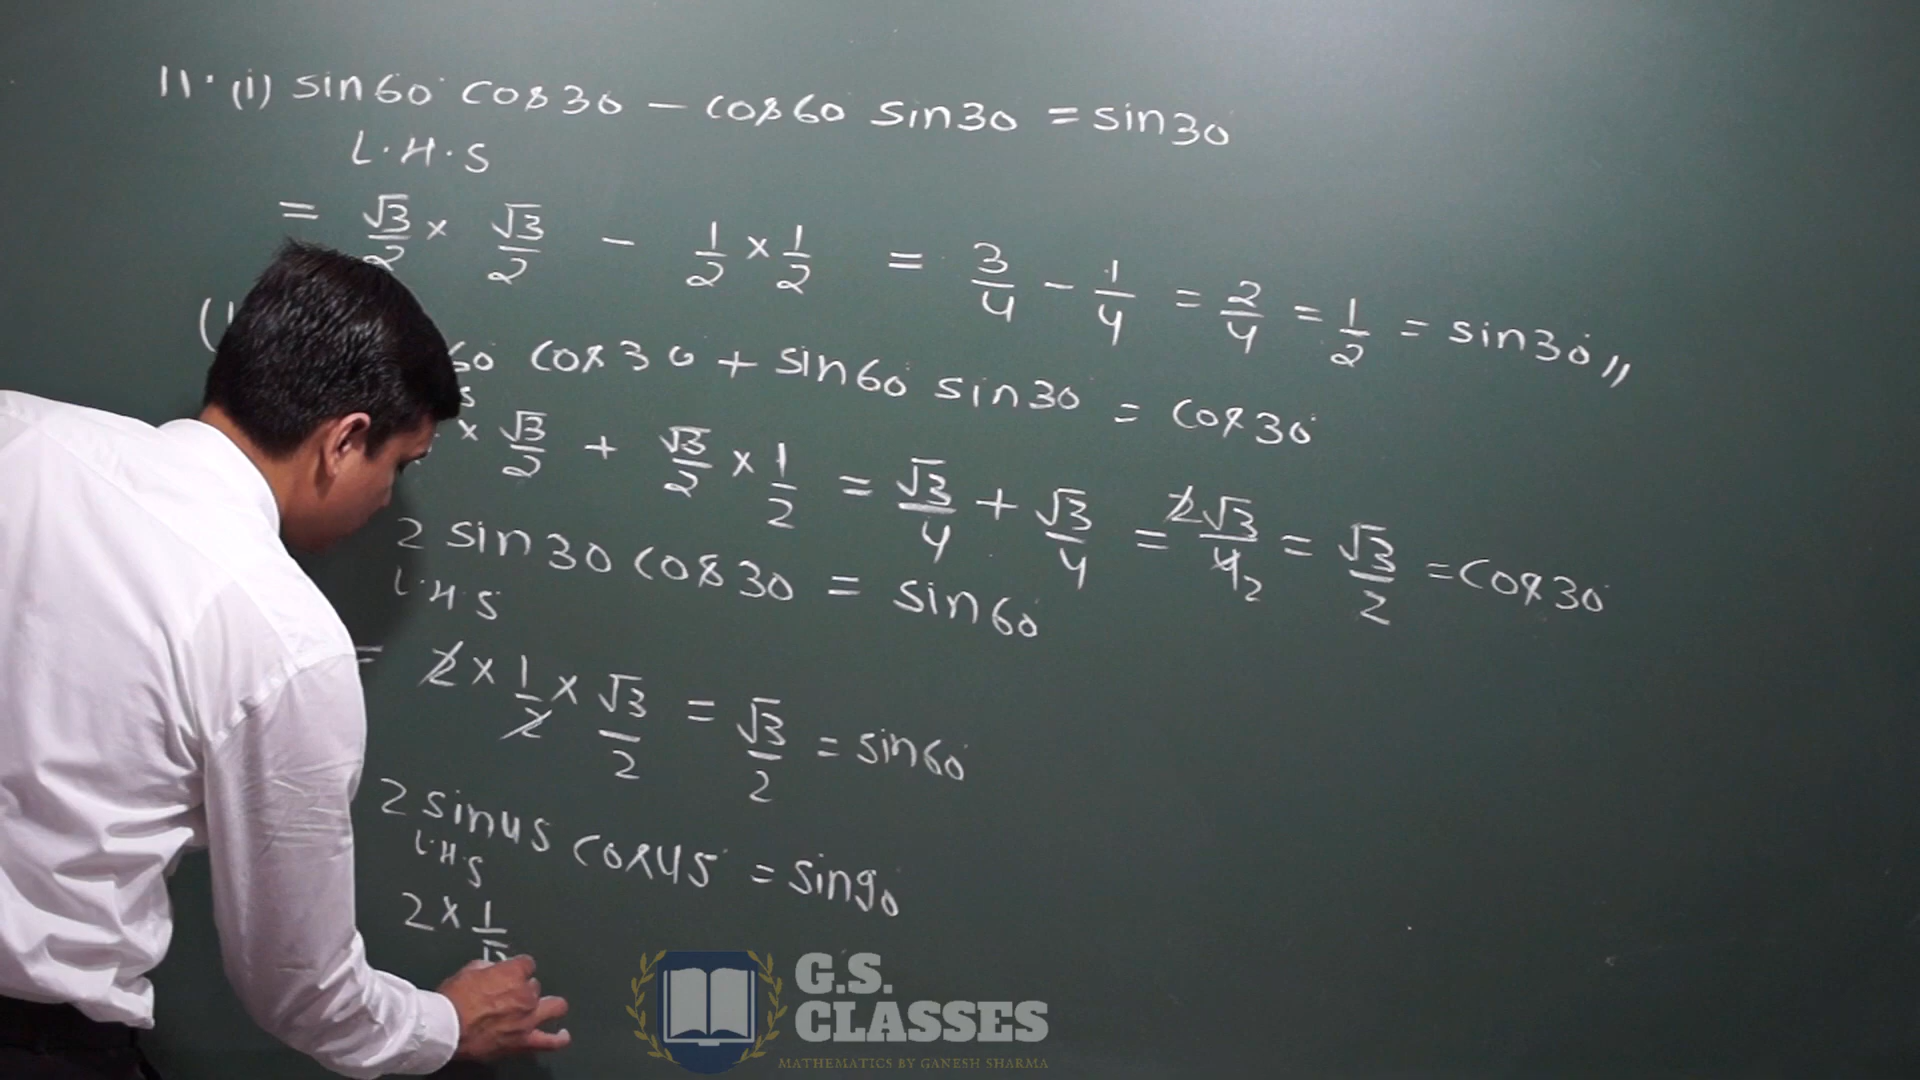 11. (i) sin60° cos30 − cos60 sin30 = sin30
L.H.S
= √3/2 × √3/2 − 1/2 × 1/2 = 3/4 − 1/4 = 2/4 = 1/2 = sin30°,,
60 cos30 + sin60° sin30° = cos30°
× √3/2 + √3/2 × 1/2 = √3/4 + √3/4 = 2√3/4 2 = √3/2 = cos30°
2 sin30 cos30 = sin60°
L.H.S
= 2 × 1/2 × √3/2 = √3/2 = sin60°
2 sin45 cos45° = sin90
L.H.S
2 × 1/√2
G.S.
CLASSES
MATHEMATICS BY GANESH SHARMA